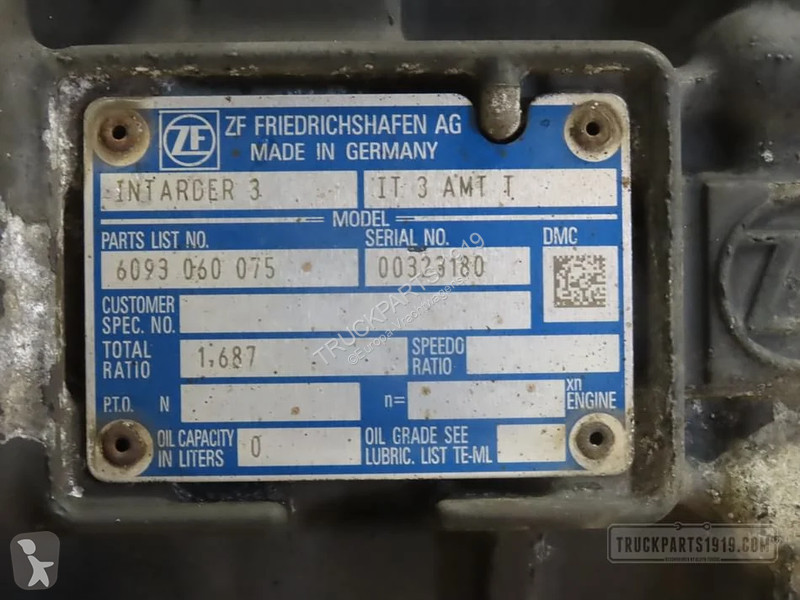 ZF
ZF FRIEDRICHSHAFEN AG
MADE IN GERMANY
INTARDER 3 IT 3 AMT T
MODEL
PARTS LIST NO. SERIAL NO. DMC
6093 060 075 00323180
CUSTOMER
SPEC. NO.
TOTAL
RATIO 1,687 SPEEDO
RATIO
P.T.O. N n= xn
ENGINE
OIL CAPACITY
IN LITERS 0 OIL GRADE SEE
LUBRIC. LIST TE-ML
ZF
TRUCKPARTS1919
TRUCKPARTS1919.COM